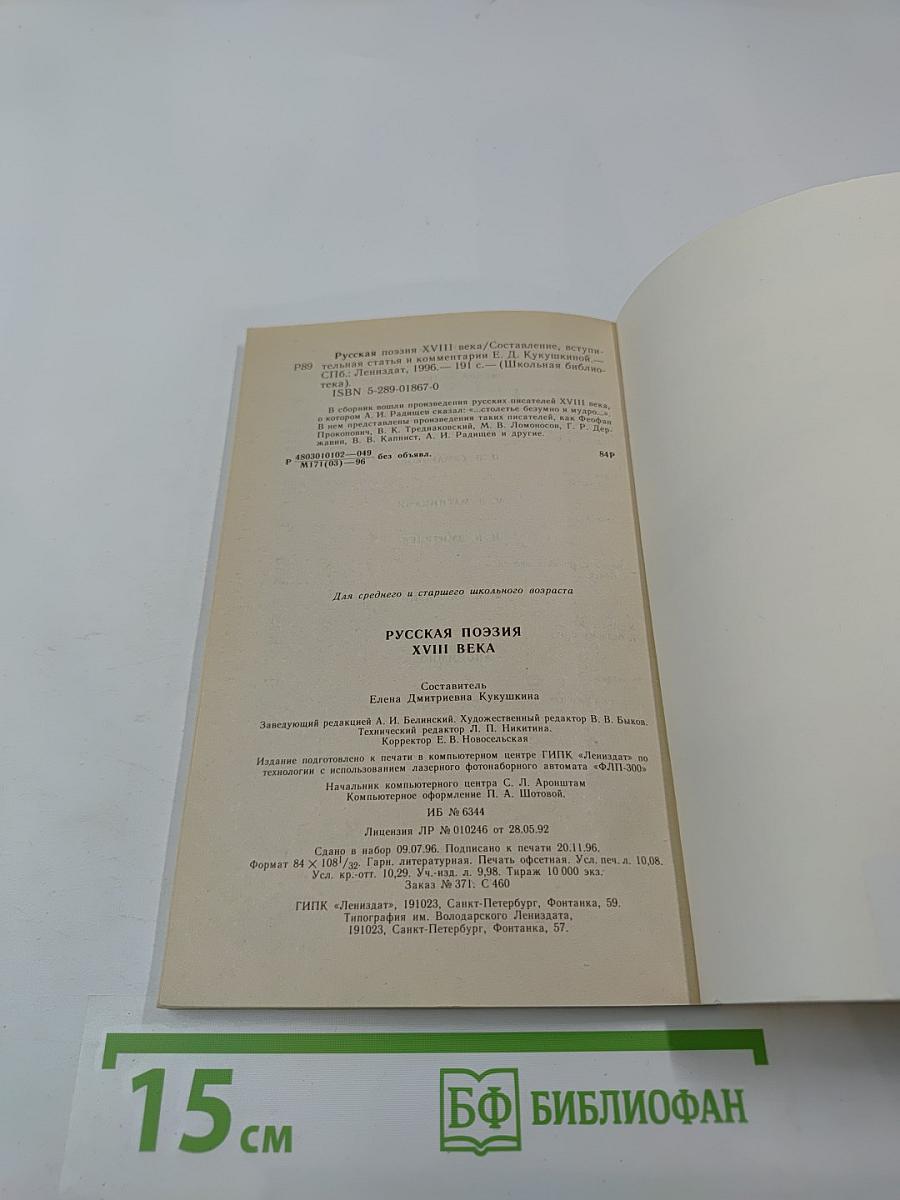 Русская поэзия XVIII века/Составление, вступи-
Р89 тельная статья и комментарии Е. Д. Кукушкиной.—
СПб.: Лениздат, 1996.— 191 с.— (Школьная библио-
тека).
ISBN 5-289-01867-0
В сборник вошли произведения русских писателей XVIII века,
о котором А. И. Радищев сказал: «...столетье безумно и мудро...».
В нем представлены произведения таких писателей, как Феофан
Прокопович, В. К. Тредиаковский, М. В. Ломоносов, Г. Р. Дер-
жавин, В. В. Капнист, А. И. Радищев и другие.
Р 4803010102—049 без объявл. 84Р
М171(03)—96
Для среднего и старшего школьного возраста
РУССКАЯ ПОЭЗИЯ
XVIII ВЕКА
Составитель
Елена Дмитриевна Кукушкина
Заведующий редакцией А. И. Белинский. Художественный редактор В. В. Быков.
Технический редактор Л. П. Никитина.
Корректор Е. В. Новосельская
Издание подготовлено к печати в компьютерном центре ГИПК «Лениздат» по
технологии с использованием лазерного фотонаборного автомата «ФЛП-300»
Начальник компьютерного центра С. Л. Аронштам
Компьютерное оформление П. А. Шотовой.
ИБ № 6344
Лицензия ЛР № 010246 от 28.05.92
Сдано в набор 09.07.96. Подписано к печати 20.11.96.
Формат 84 × 108 1/32. Гарн. литературная. Печать офсетная. Усл. печ. л. 10,08.
Усл. кр.-отт. 10,29. Уч.-изд. л. 9,98. Тираж 10 000 экз.
Заказ № 371. С 460
ГИПК «Лениздат», 191023, Санкт-Петербург, Фонтанка, 59.
Типография им. Володарского Лениздата,
191023, Санкт-Петербург, Фонтанка, 57.
15 см БФ БИБЛИОФАН